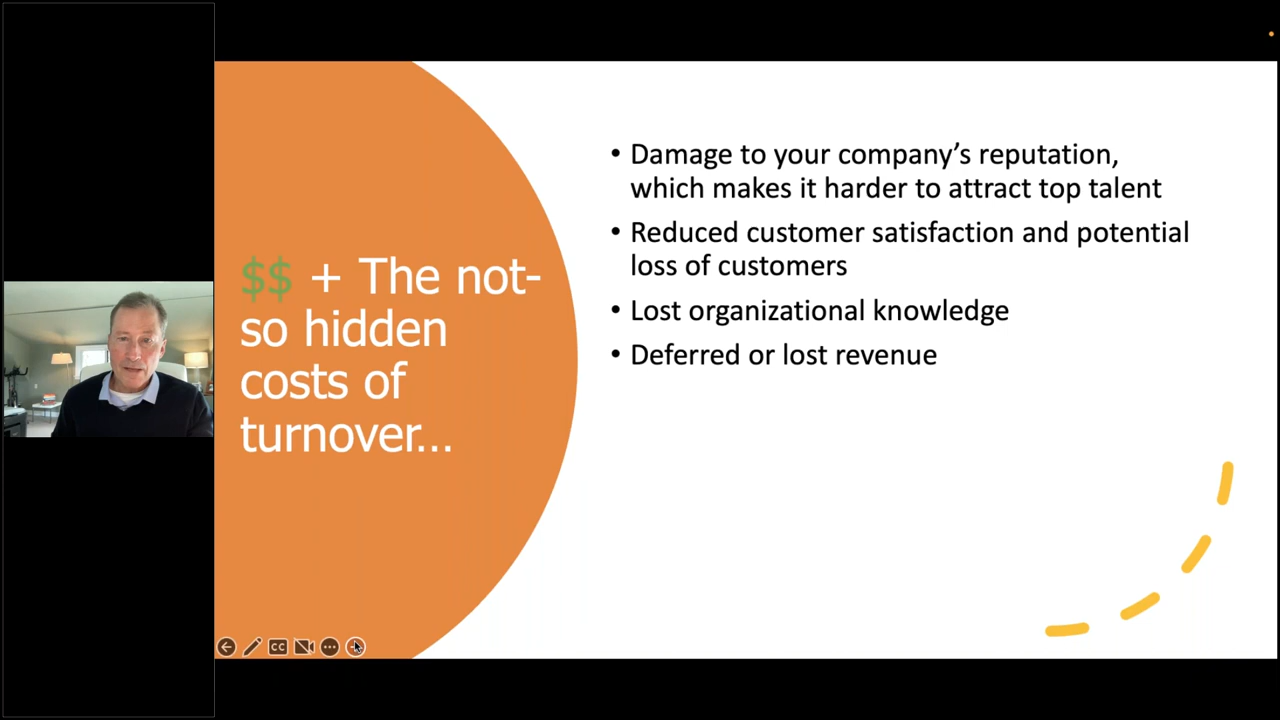 $$ + The not-
so hidden
costs of
turnover...
• Damage to your company’s reputation,
which makes it harder to attract top talent
• Reduced customer satisfaction and potential
loss of customers
• Lost organizational knowledge
• Deferred or lost revenue
CC